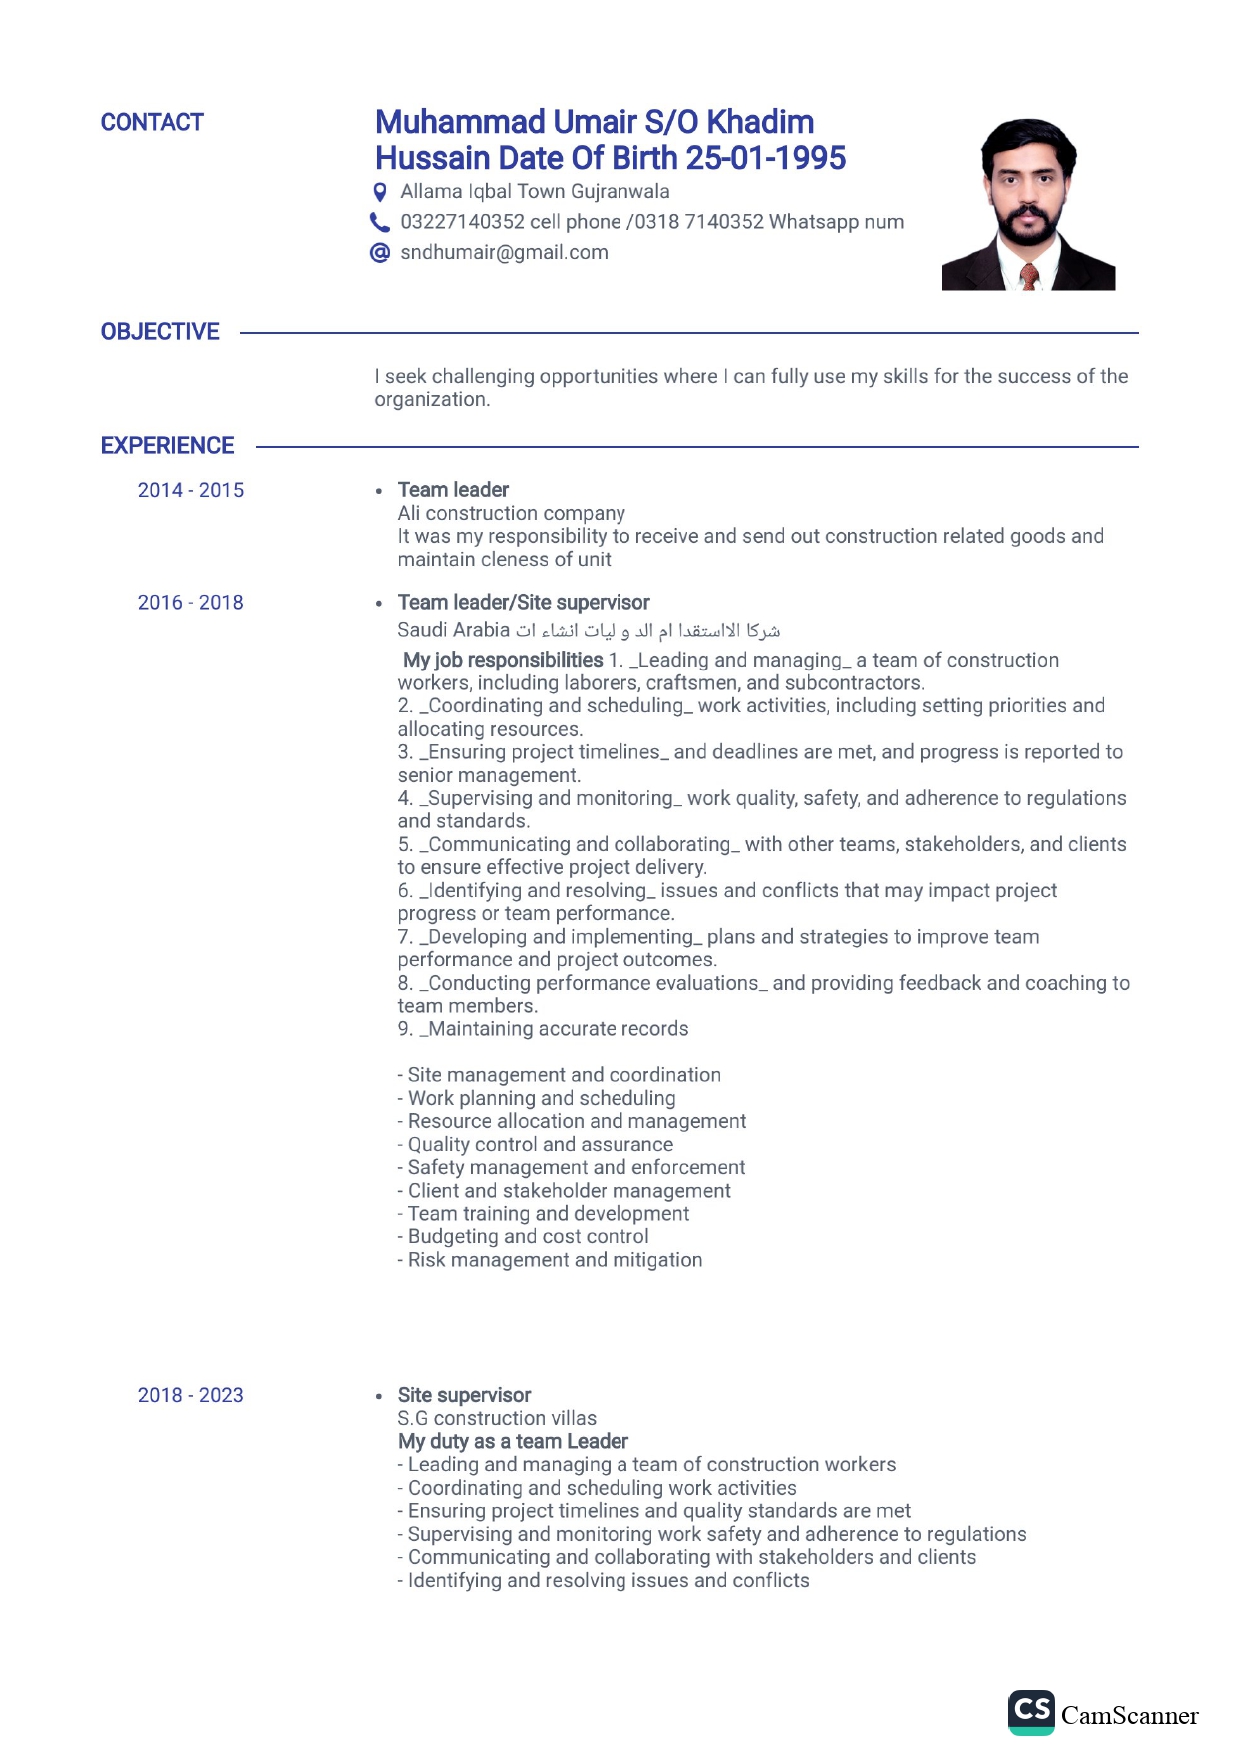 CONTACT
Muhammad Umair S/O Khadim
Hussain Date Of Birth 25-01-1995
Allama Iqbal Town Gujranwala
03227140352 cell phone /0318 7140352 Whatsapp num
sndhumair@gmail.com
OBJECTIVE
I seek challenging opportunities where I can fully use my skills for the success of the
organization.
EXPERIENCE
2014 - 2015
• Team leader
Ali construction company
It was my responsibility to receive and send out construction related goods and
maintain cleness of unit
2016 - 2018
• Team leader/Site supervisor
Saudi Arabia شركا الااستقدا ام الد و ليات انشاء ات
My job responsibilities 1. _Leading and managing_ a team of construction
workers, including laborers, craftsmen, and subcontractors.
2. _Coordinating and scheduling_ work activities, including setting priorities and
allocating resources.
3. _Ensuring project timelines_ and deadlines are met, and progress is reported to
senior management.
4. _Supervising and monitoring_ work quality, safety, and adherence to regulations
and standards.
5. _Communicating and collaborating_ with other teams, stakeholders, and clients
to ensure effective project delivery.
6. _Identifying and resolving_ issues and conflicts that may impact project
progress or team performance.
7. _Developing and implementing_ plans and strategies to improve team
performance and project outcomes.
8. _Conducting performance evaluations_ and providing feedback and coaching to
team members.
9. _Maintaining accurate records
- Site management and coordination
- Work planning and scheduling
- Resource allocation and management
- Quality control and assurance
- Safety management and enforcement
- Client and stakeholder management
- Team training and development
- Budgeting and cost control
- Risk management and mitigation
2018 - 2023
• Site supervisor
S.G construction villas
My duty as a team Leader
- Leading and managing a team of construction workers
- Coordinating and scheduling work activities
- Ensuring project timelines and quality standards are met
- Supervising and monitoring work safety and adherence to regulations
- Communicating and collaborating with stakeholders and clients
- Identifying and resolving issues and conflicts
CS CamScanner